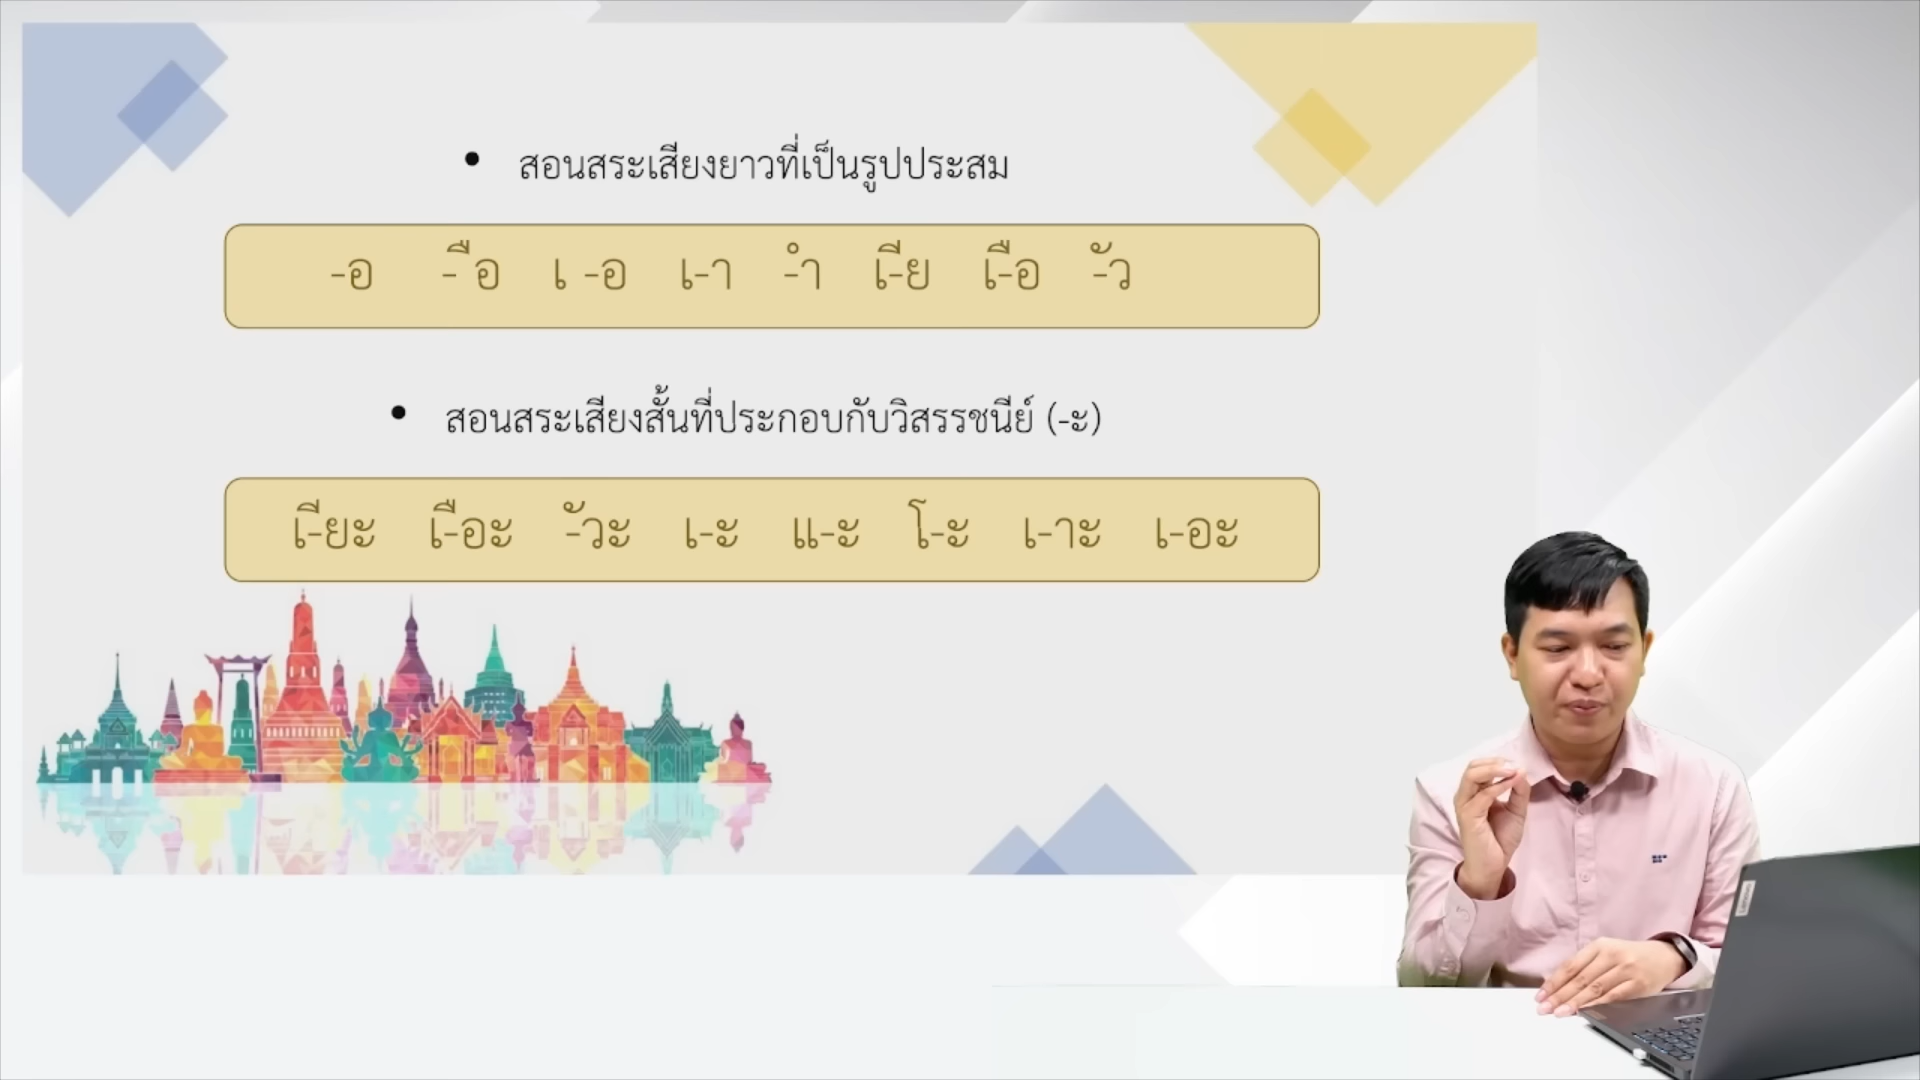 • สอนสระเสียงยาวที่เป็นรูปประสม
-อ - ือ เ -อ เ-า -ำ เ-ีย เ-ือ -ัว
• สอนสระเสียงสั้นที่ประกอบกับวิสรรชนีย์ (-ะ)
เ-ียะ เ-ือะ -ัวะ เ-ะ แ-ะ โ-ะ เ-าะ เ-อะ